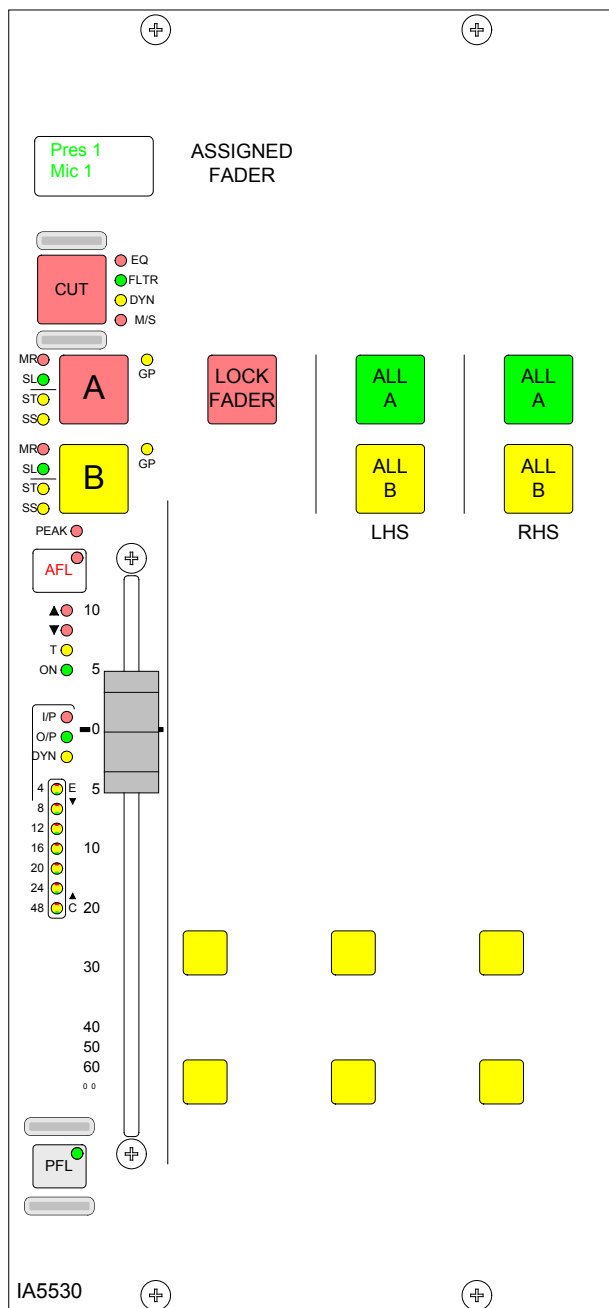 Pres 1
Mic 1
ASSIGNED
FADER
CUT
EQ
FLTR
DYN
M/S
MR
SL
ST
SS
A
GP
LOCK
FADER
ALL
A
ALL
A
MR
SL
ST
SS
B
GP
ALL
B
ALL
B
LHS
RHS
PEAK
AFL
▲
▼
T
ON
10
5
I/P
O/P
DYN
0
4 E
▼
8
12
16
20
24
▲
48 C
5
10
20
30
40
50
60
0 0
PFL
IA5530